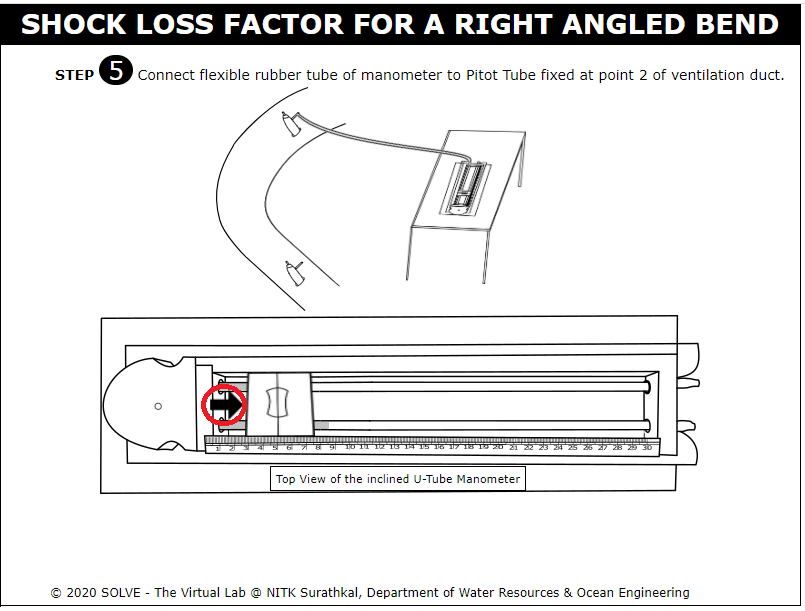 SHOCK LOSS FACTOR FOR A RIGHT ANGLED BEND
STEP 5 Connect flexible rubber tube of manometer to Pitot Tube fixed at point 2 of ventilation duct.
1 2 3 4 5 6 7 8 9 10 11 12 13 14 15 16 17 18 19 20 21 22 23 24 25 26 27 28 29 30
Top View of the inclined U-Tube Manometer
© 2020 SOLVE - The Virtual Lab @ NITK Surathkal, Department of Water Resources & Ocean Engineering